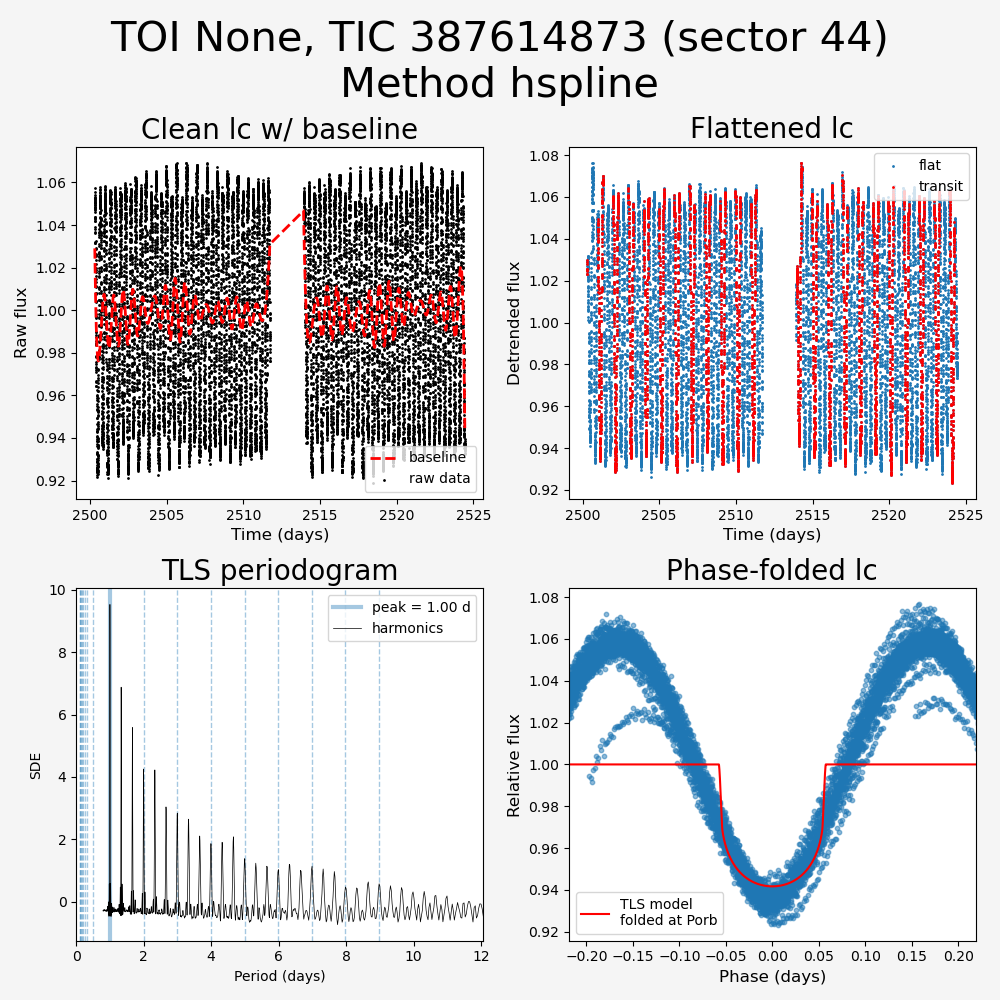 TOI None, TIC 387614873 (sector 44)
Method hspline
Clean lc w/ baseline
Raw flux
1.06
1.04
1.02
1.00
0.98
0.96
0.94
0.92
baseline
raw data
2500
2505
2510
2515
2520
2525
Time (days)
Flattened lc
Detrended flux
1.08
1.06
1.04
1.02
1.00
0.98
0.96
0.94
0.92
flat
transit
2500
2505
2510
2515
2520
2525
Time (days)
TLS periodogram
SDE
10
8
6
4
2
0
peak = 1.00 d
harmonics
0
2
4
6
8
10
12
Period (days)
Phase-folded lc
Relative flux
1.08
1.06
1.04
1.02
1.00
0.98
0.96
0.94
0.92
TLS model
folded at Porb
−0.20
−0.15
−0.10
−0.05
0.00
0.05
0.10
0.15
0.20
Phase (days)